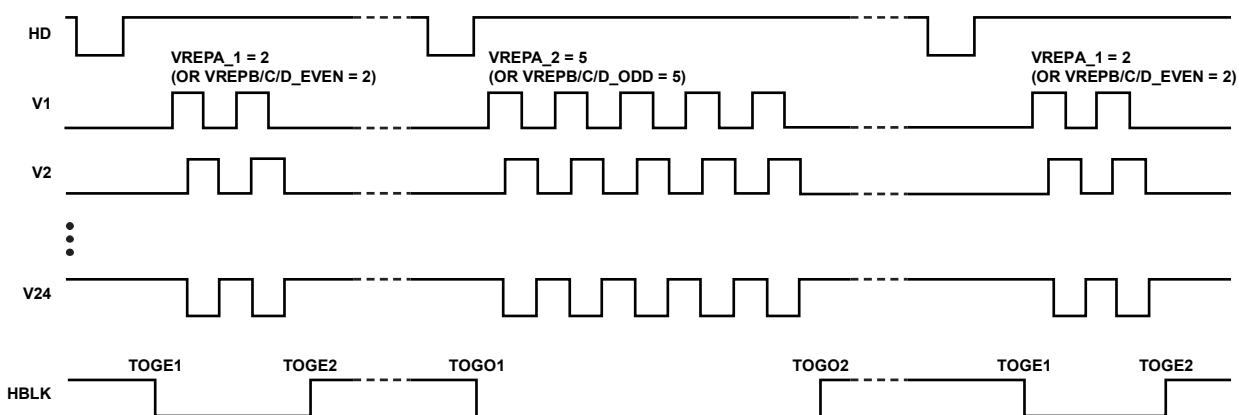 HD
VREPA_1 = 2
(OR VREPB/C/D_EVEN = 2)
VREPA_2 = 5
(OR VREPB/C/D_ODD = 5)
VREPA_1 = 2
(OR VREPB/C/D_EVEN = 2)
V1
V2
V24
TOGE1 TOGE2 TOGO1 TOGO2 TOGE1 TOGE2
HBLK